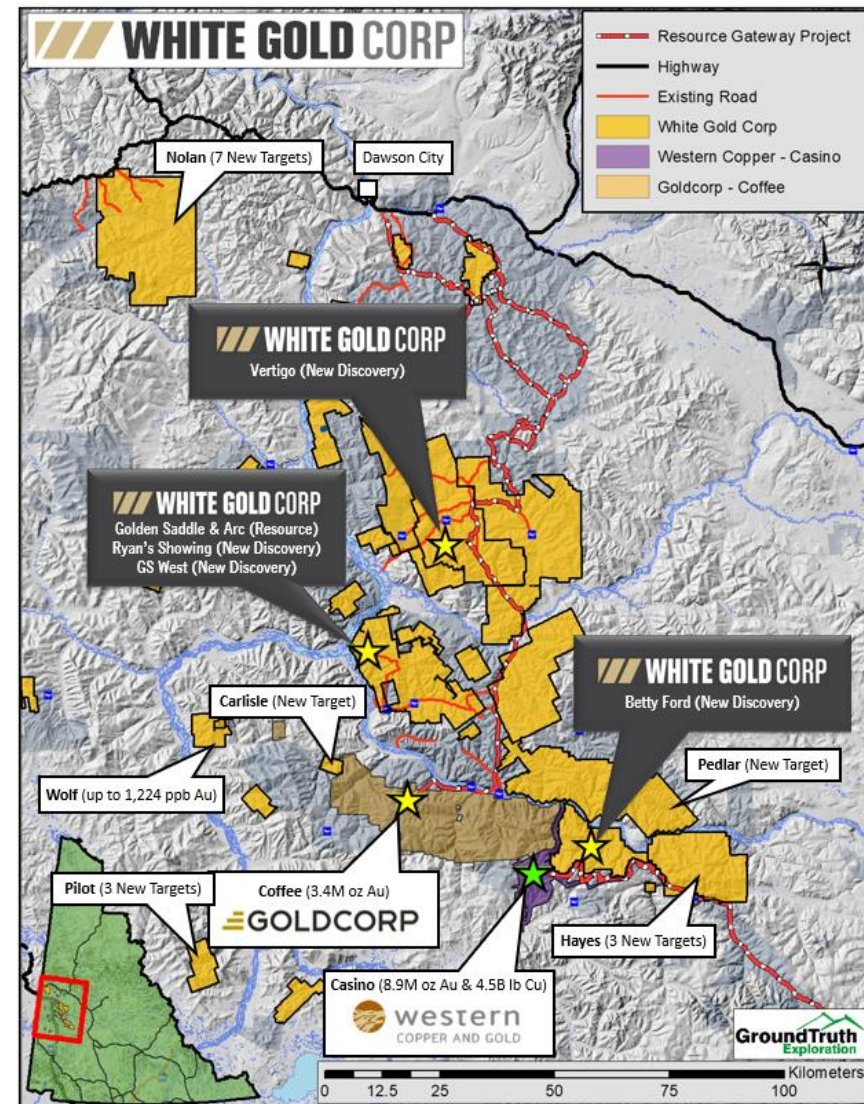 WHITE GOLD CORP
Resource Gateway Project
Highway
Existing Road
White Gold Corp
Western Copper - Casino
Goldcorp - Coffee
Nolan (7 New Targets)
Dawson City
N
WHITE GOLD CORP
Vertigo (New Discovery)
WHITE GOLD CORP
Golden Saddle & Arc (Resource)
Ryan's Showing (New Discovery)
GS West (New Discovery)
WHITE GOLD CORP
Betty Ford (New Discovery)
Carlisle (New Target)
Pedlar (New Target)
Wolf (up to 1,224 ppb Au)
Pilot (3 New Targets)
Coffee (3.4M oz Au)
GOLDCORP
Hayes (3 New Targets)
Casino (8.9M oz Au & 4.5B lb Cu)
western
COPPER AND GOLD
GroundTruth
Exploration
Kilometers
0 12.5 25 50 75 100